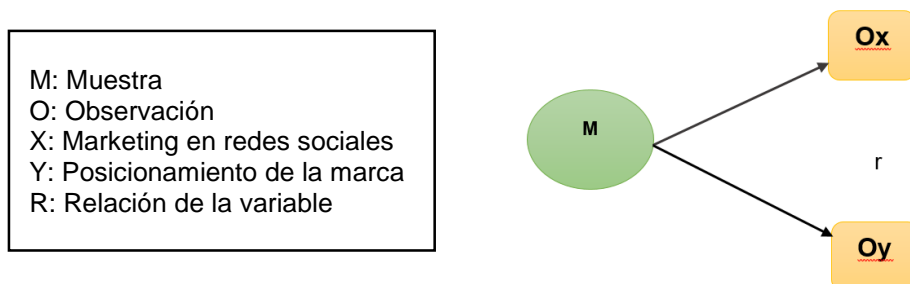 M: Muestra
O: Observación
X: Marketing en redes sociales
Y: Posicionamiento de la marca
R: Relación de la variable
Ox
M
r
Oy